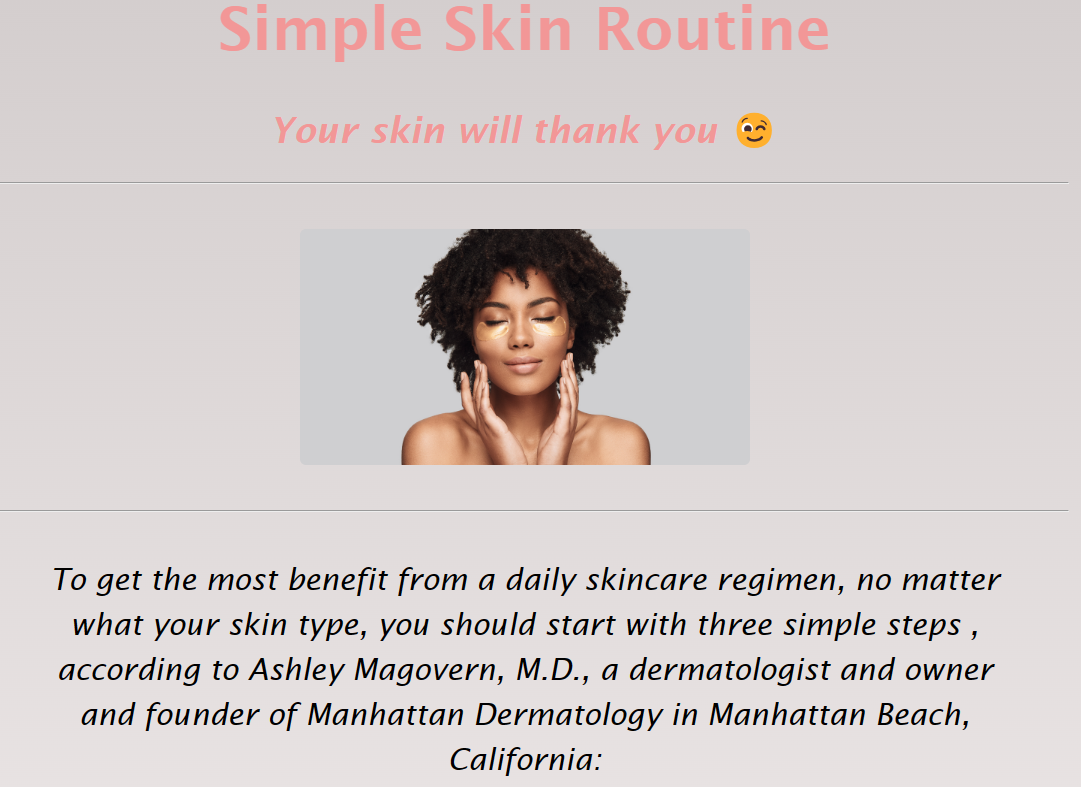 Simple Skin Routine
Your skin will thank you 😉
To get the most benefit from a daily skincare regimen, no matter
what your skin type, you should start with three simple steps ,
according to Ashley Magovern, M.D., a dermatologist and owner
and founder of Manhattan Dermatology in Manhattan Beach,
California: